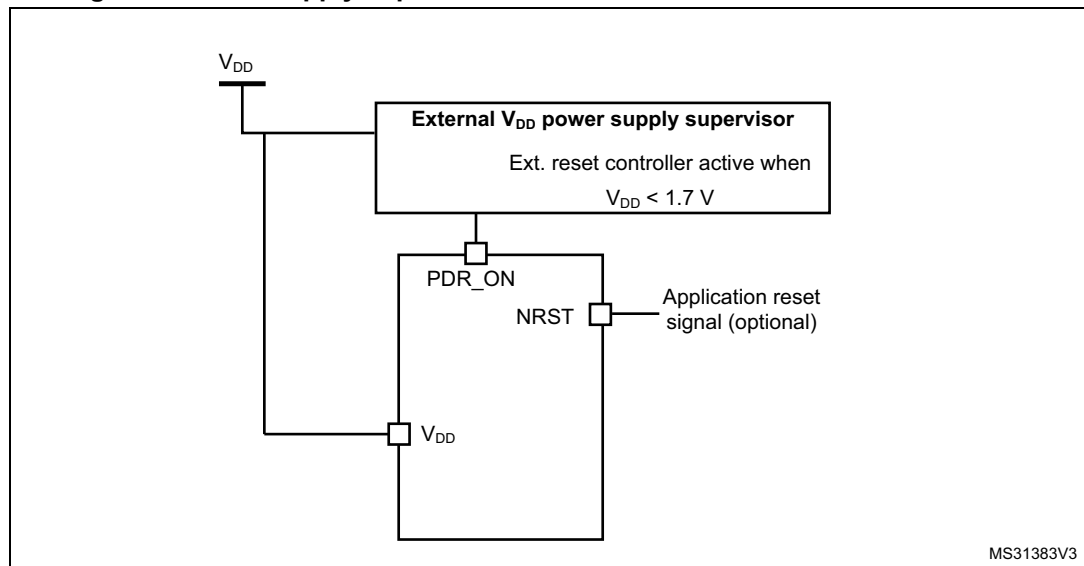 V_DD
External V_DD power supply supervisor
Ext. reset controller active when
V_DD < 1.7 V
PDR_ON
NRST
Application reset
signal (optional)
V_DD
MS31383V3